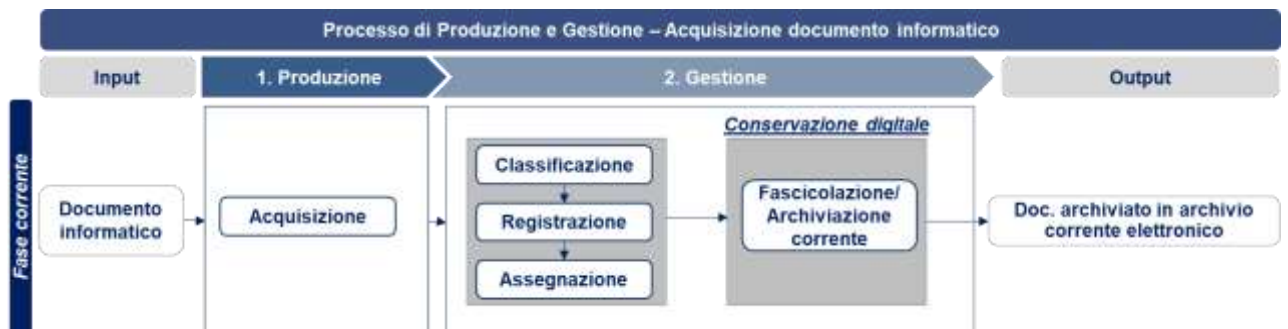 Processo di Produzione e Gestione – Acquisizione documento informatico
Input
1. Produzione
2. Gestione
Output
Fase corrente
Documento
informatico
Acquisizione
Classificazione
Registrazione
Assegnazione
Conservazione digitale
Fascicolazione/
Archiviazione
corrente
Doc. archiviato in archivio
corrente elettronico